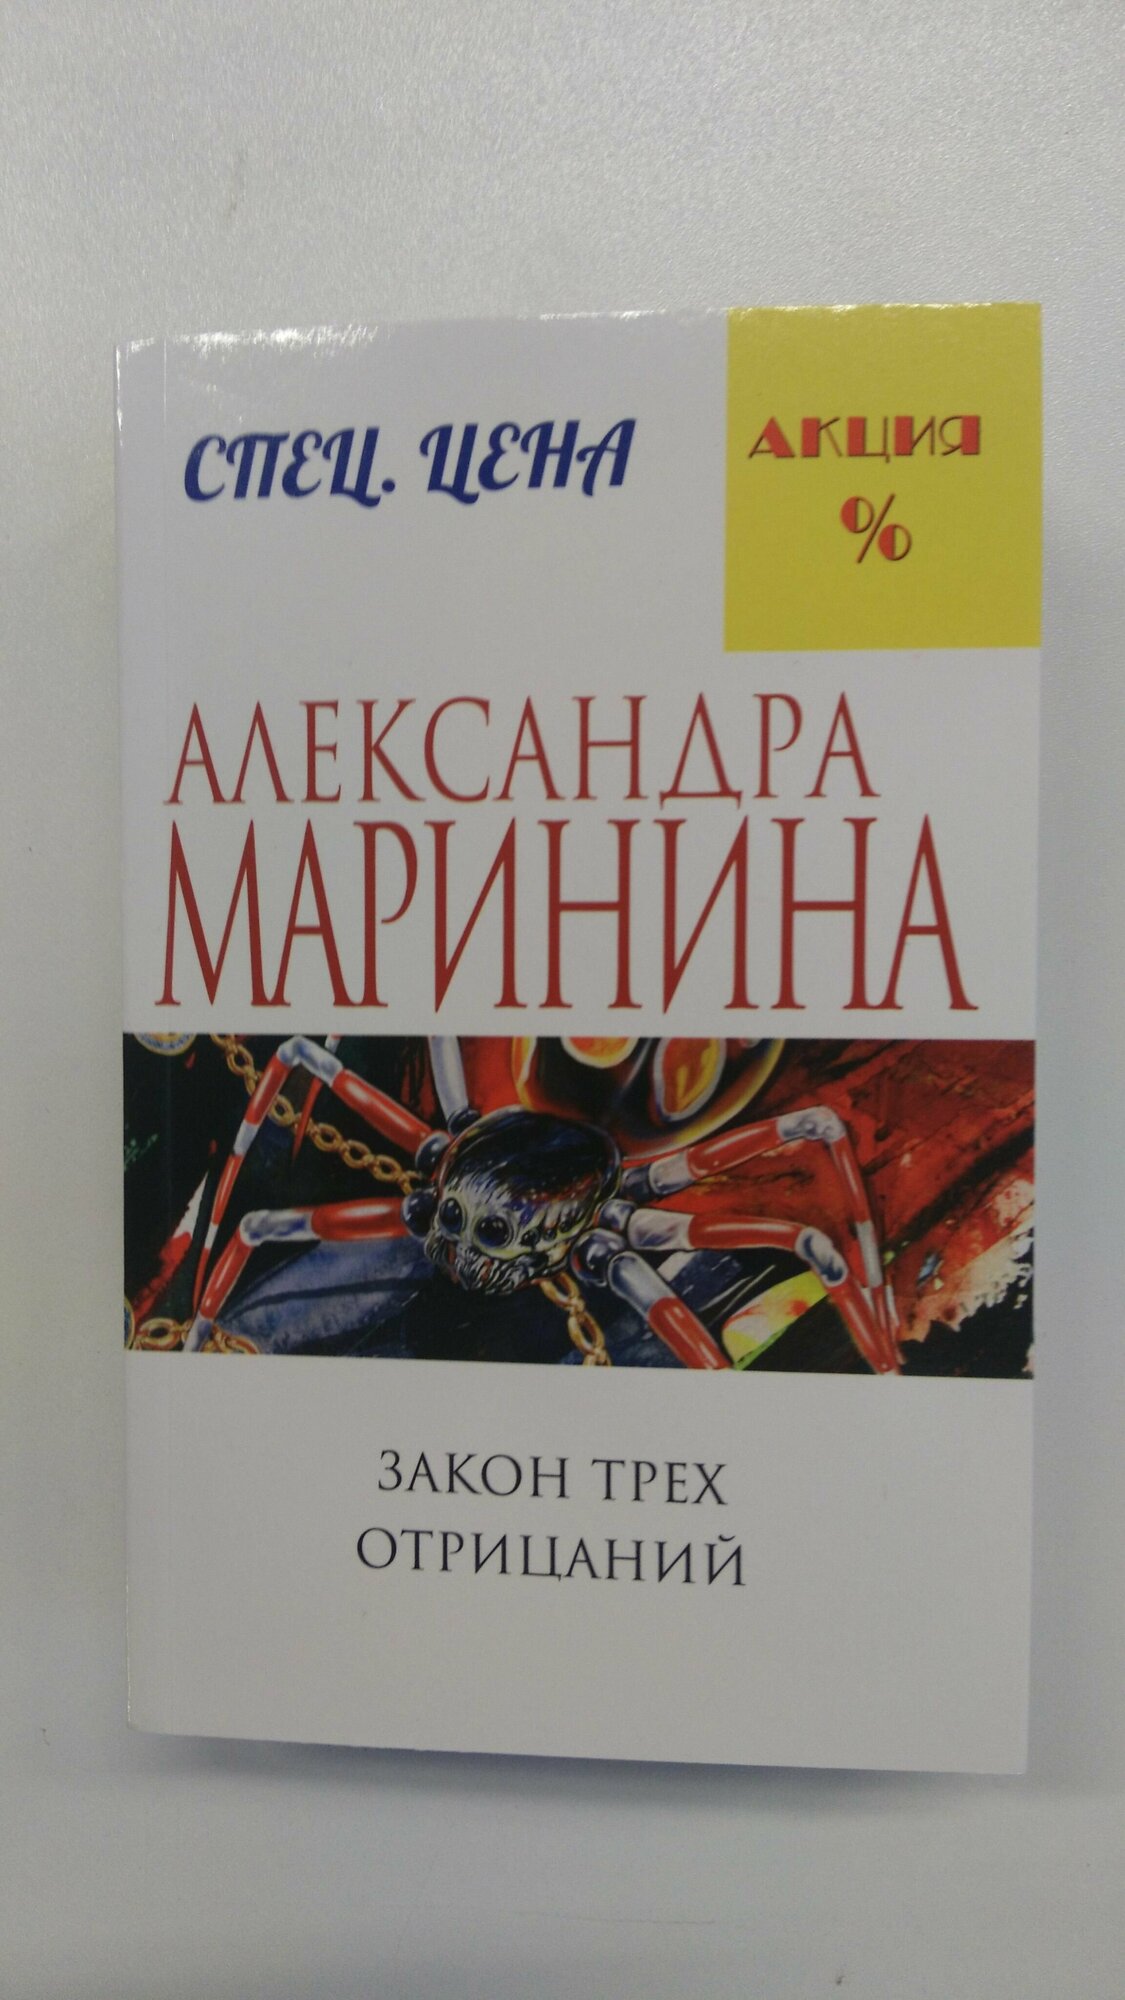 СПЕЦ. ЦЕНА
АКЦИЯ
%
АЛЕКСАНДРА
МАРИНИНА
ЗАКОН ТРЕХ
ОТРИЦАНИЙ